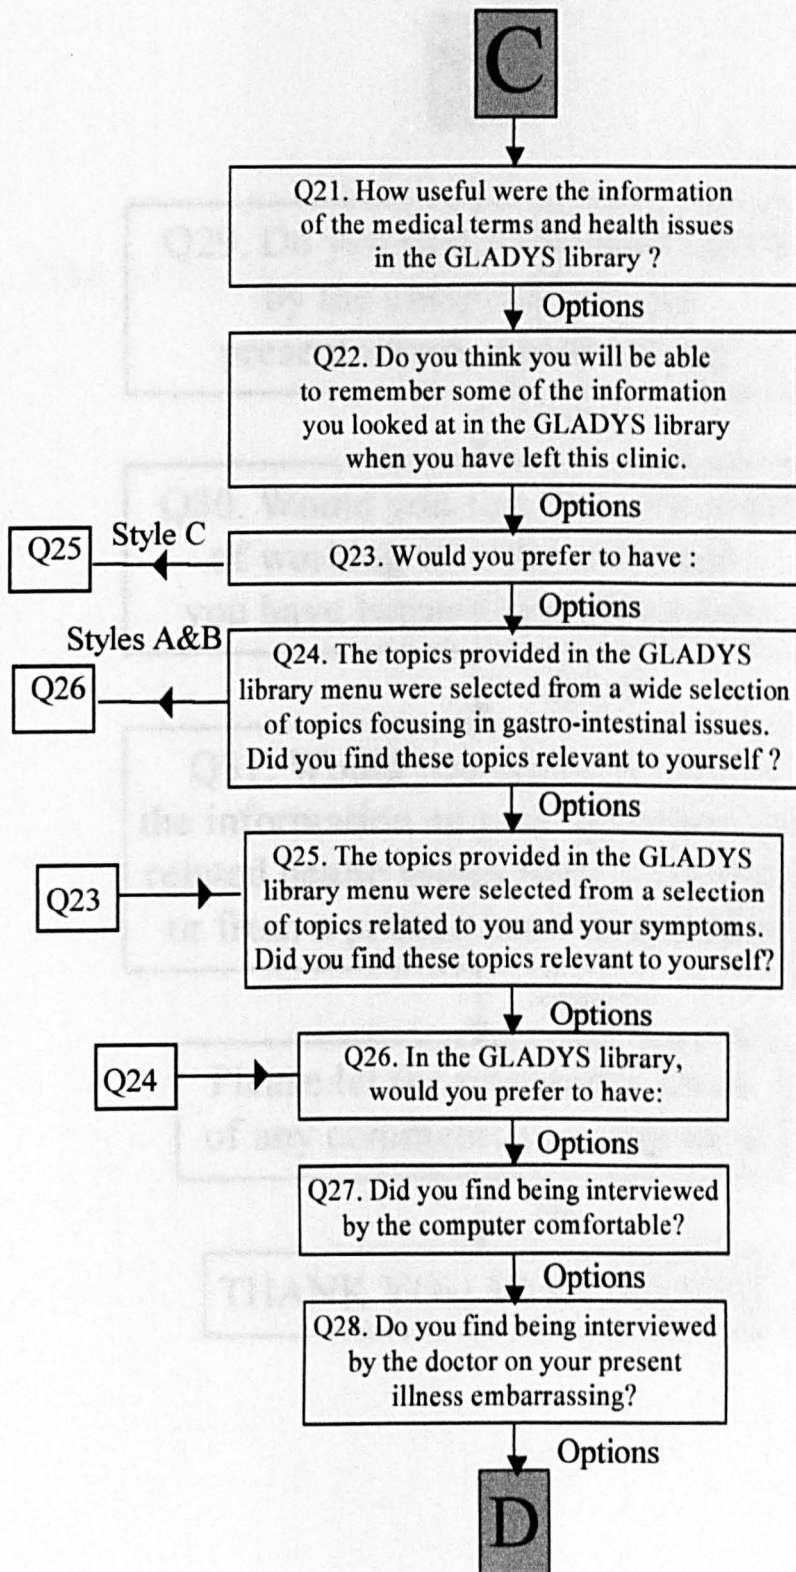 C
Q21. How useful were the information
of the medical terms and health issues
in the GLADYS library ?
Options
Q22. Do you think you will be able
to remember some of the information
you looked at in the GLADYS library
when you have left this clinic.
Options
Q25
Style C
Q23. Would you prefer to have :
Options
Styles A&B
Q26
Q24. The topics provided in the GLADYS
library menu were selected from a wide selection
of topics focusing in gastro-intestinal issues.
Did you find these topics relevant to yourself ?
Options
Q23
Q25. The topics provided in the GLADYS
library menu were selected from a selection
of topics related to you and your symptoms.
Did you find these topics relevant to yourself?
Options
Q24
Q26. In the GLADYS library,
would you prefer to have:
Options
Q27. Did you find being interviewed
by the computer comfortable?
Options
Q28. Do you find being interviewed
by the doctor on your present
illness embarrassing?
Options
D